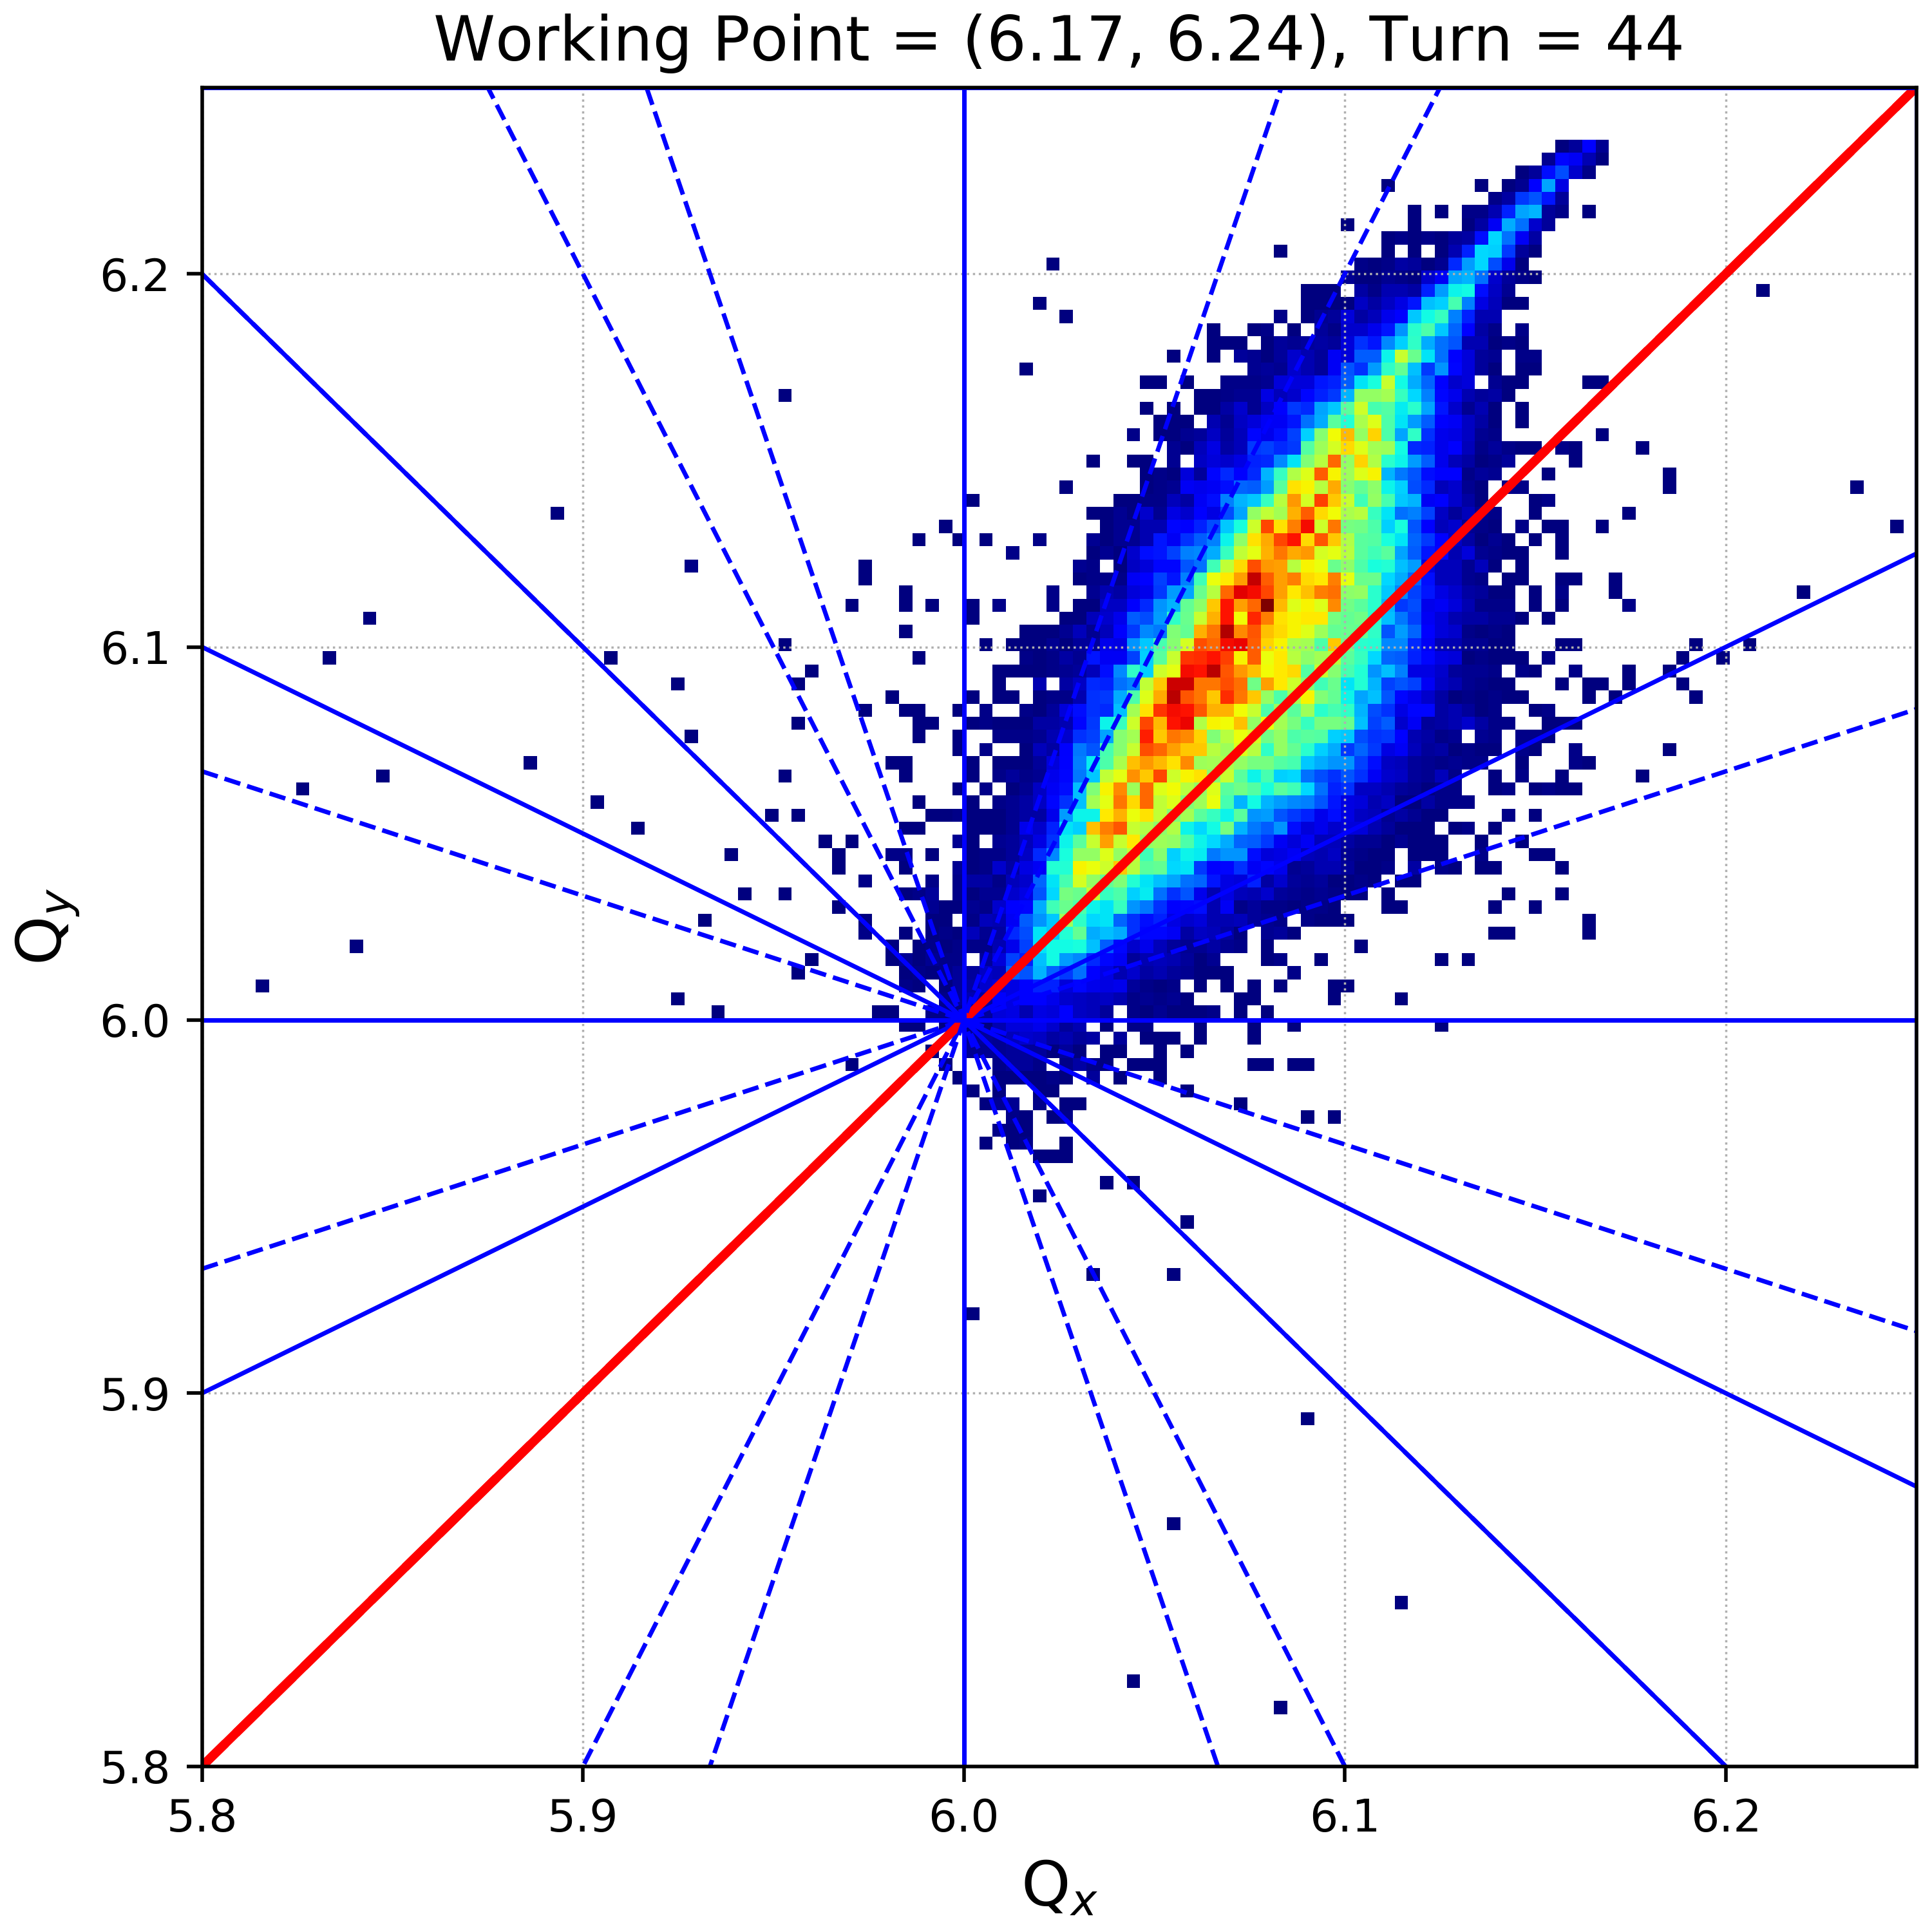 Working Point = (6.17, 6.24), Turn = 44
6.2
6.1
6.0
5.9
5.8
Qy
5.8 5.9 6.0 6.1 6.2
Qx